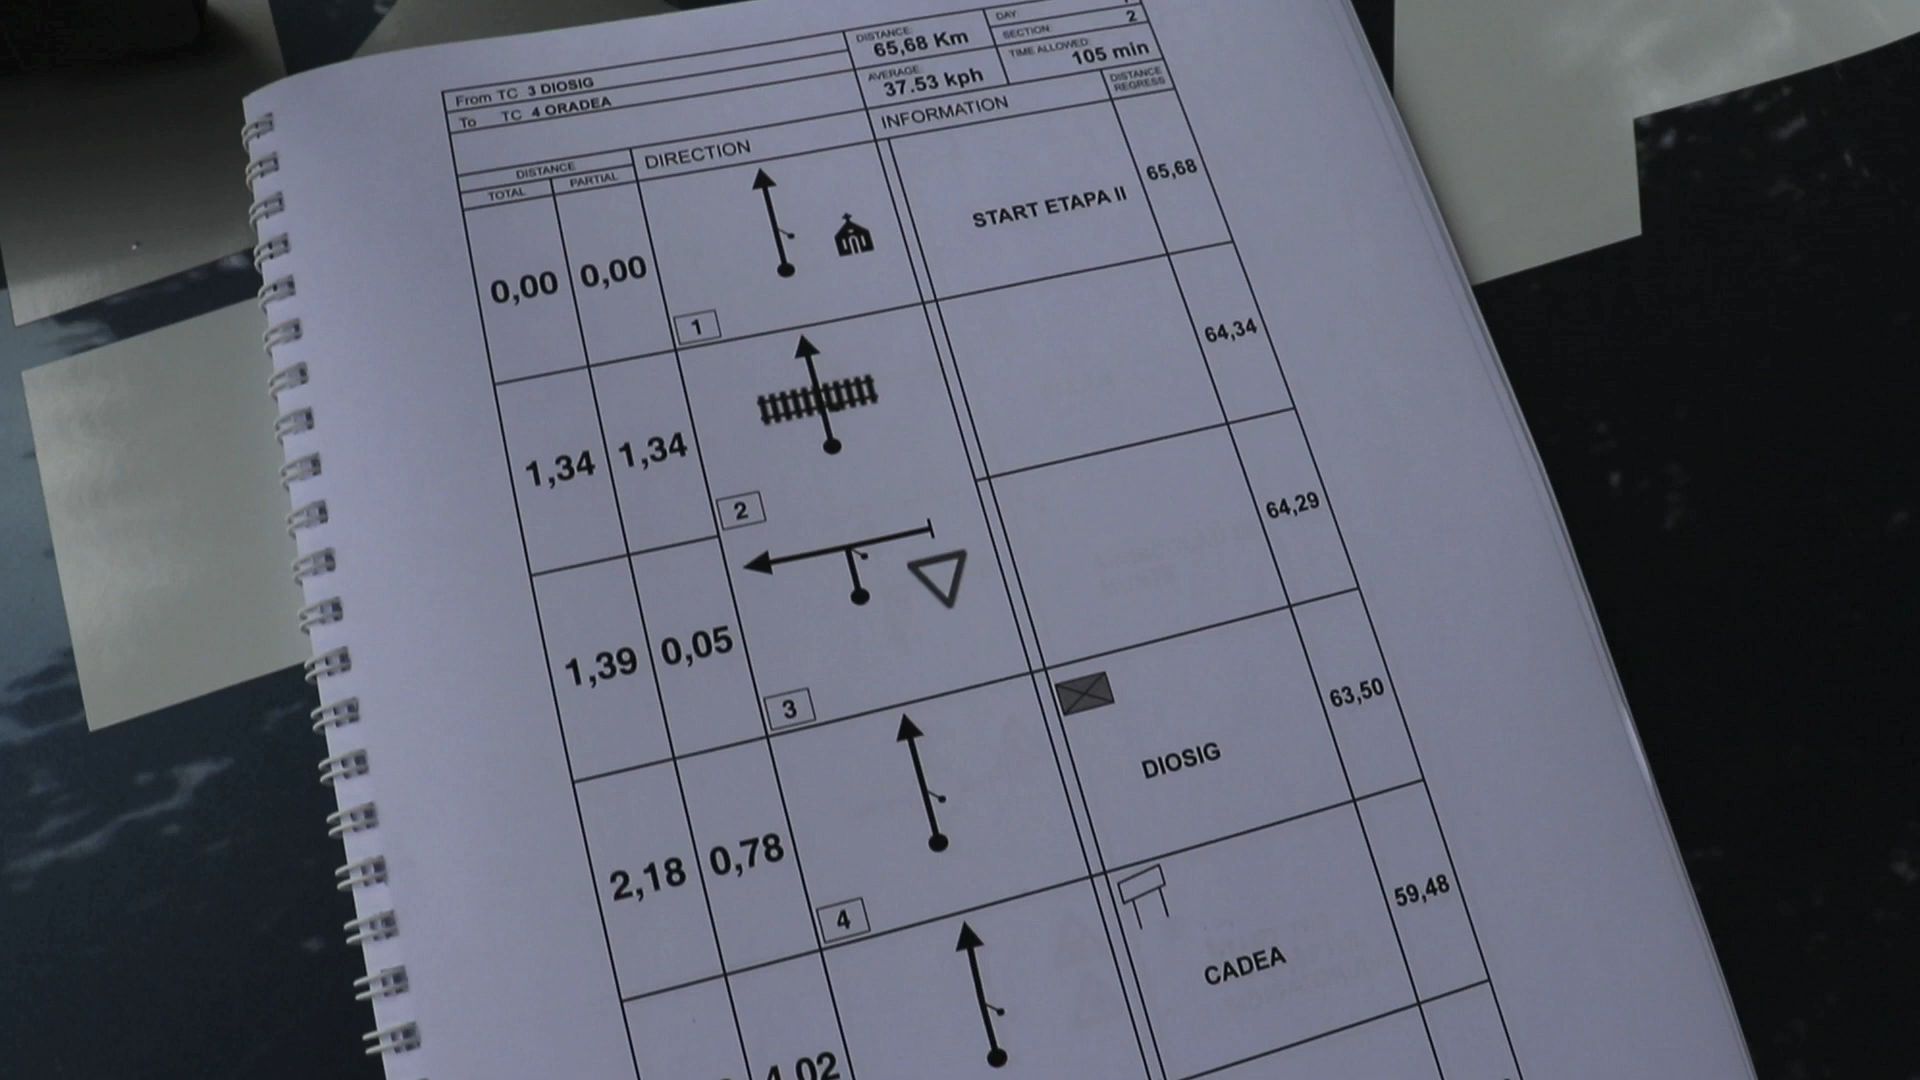 From TC 3 DIOSIG
To TC 4 ORADEA
DISTANCE:
65,68 Km
AVERAGE:
37.53 kph
DAY
SECTION: 2
TIME ALLOWED:
105 min
DISTANCE
TOTAL PARTIAL
DIRECTION
INFORMATION
DISTANCE
REGRESS
0,00 0,00
1
START ETAPA II
65,68
1,34 1,34
2
64,34
1,39 0,05
3
64,29
2,18 0,78
4
DIOSIG
63,50
4,02
CADEA
59,48